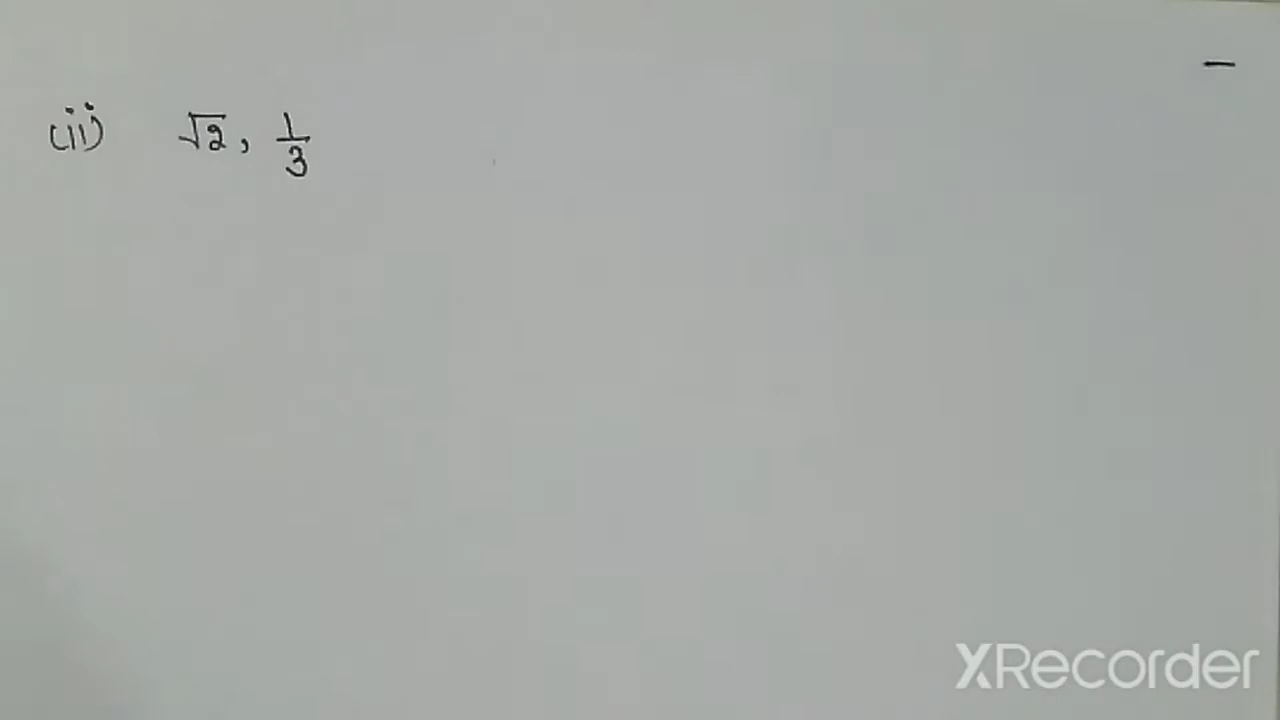 (ii) √2, 1/3
XRecorder